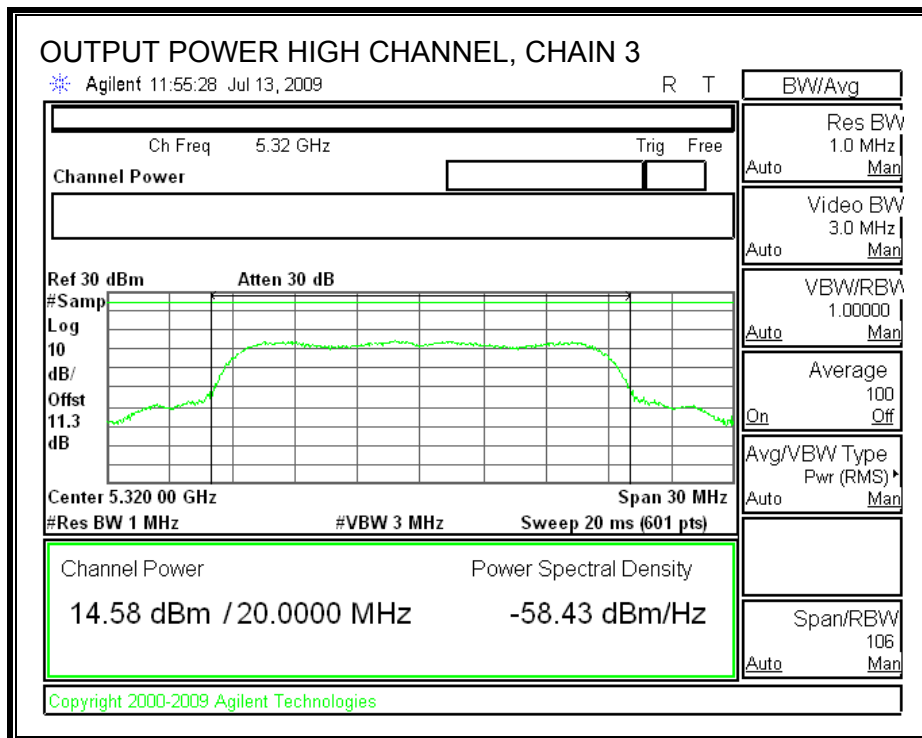 OUTPUT POWER HIGH CHANNEL, CHAIN 3
Agilent 11:55:28 Jul 13, 2009 R T
Ch Freq 5.32 GHz Trig Free
Channel Power
Ref 30 dBm Atten 30 dB
#Samp
Log
10
dB/
Offst
11.3
dB
Center 5.320 00 GHz Span 30 MHz
#Res BW 1 MHz #VBW 3 MHz Sweep 20 ms (601 pts)
Channel Power Power Spectral Density
14.58 dBm / 20.0000 MHz -58.43 dBm/Hz
Copyright 2000-2009 Agilent Technologies
BW/Avg
Res BW
1.0 MHz
Auto Man
Video BW
3.0 MHz
Auto Man
VBW/RBW
1.00000
Auto Man
Average
100
On Off
Avg/VBW Type
Pwr (RMS)
Auto Man
Span/RBW
106
Auto Man